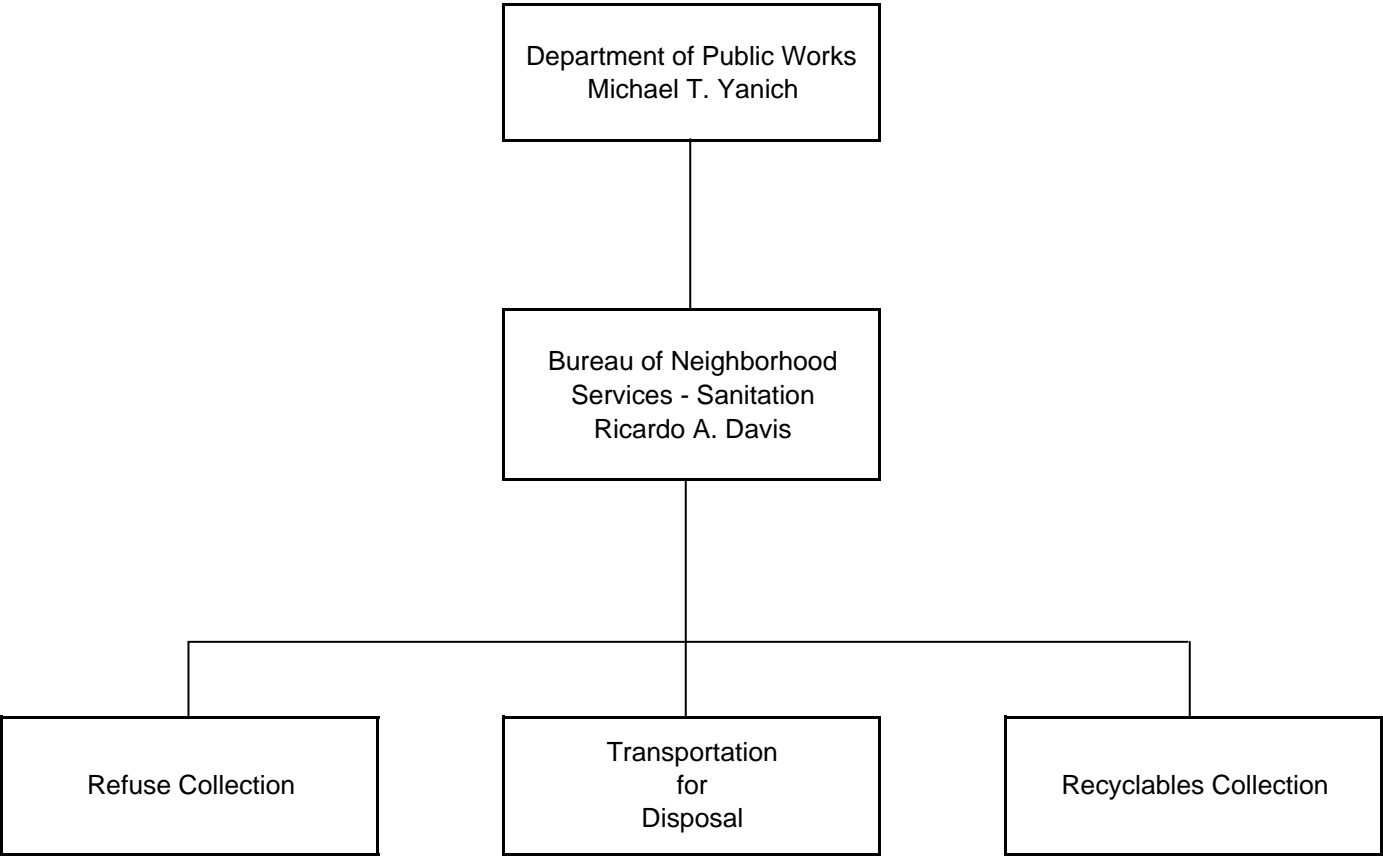 Department of Public Works
Michael T. Yanich
Bureau of Neighborhood
Services - Sanitation
Ricardo A. Davis
Refuse Collection
Transportation
for
Disposal
Recyclables Collection